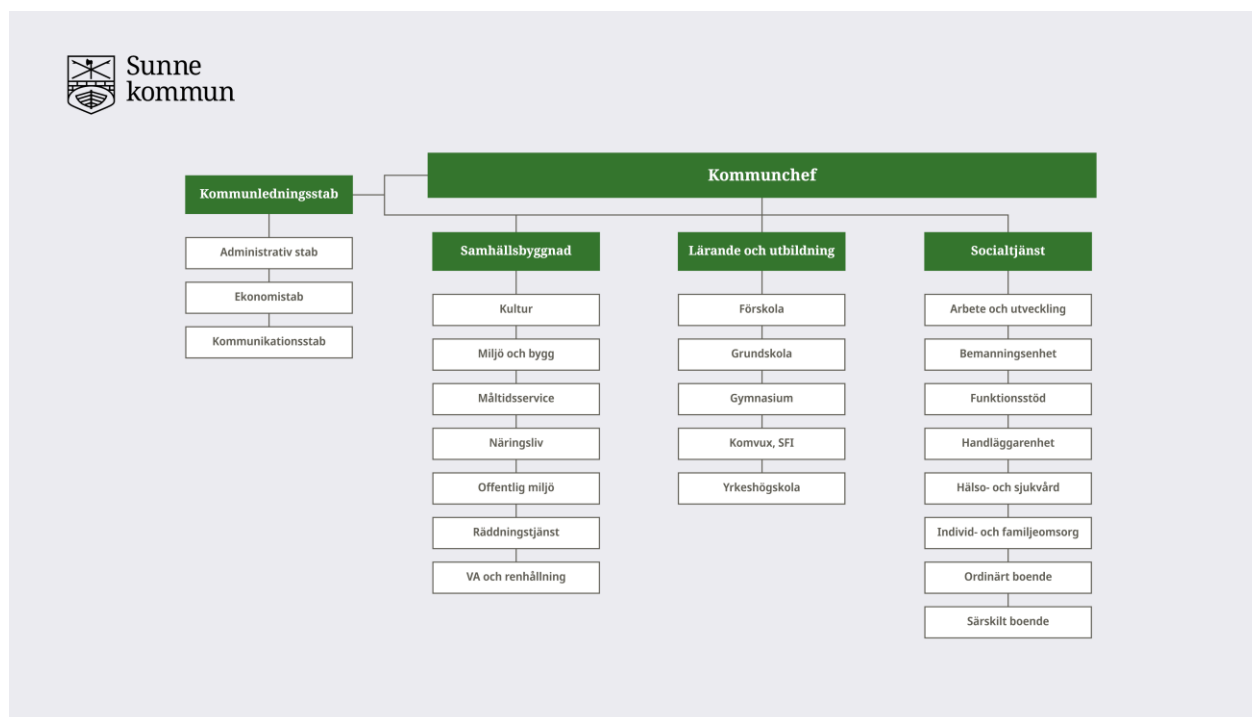 Sunne
kommun
Kommunchef
Kommunledningsstab
Administrativ stab
Ekonomistab
Kommunikationsstab
Samhällsbyggnad
Kultur
Miljö och bygg
Måltidsservice
Näringsliv
Offentlig miljö
Räddningstjänst
VA och renhållning
Lärande och utbildning
Förskola
Grundskola
Gymnasium
Komvux, SFI
Yrkeshögskola
Socialtjänst
Arbete och utveckling
Bemanningsenhet
Funktionsstöd
Handläggarenhet
Hälso- och sjukvård
Individ- och familjeomsorg
Ordinärt boende
Särskilt boende